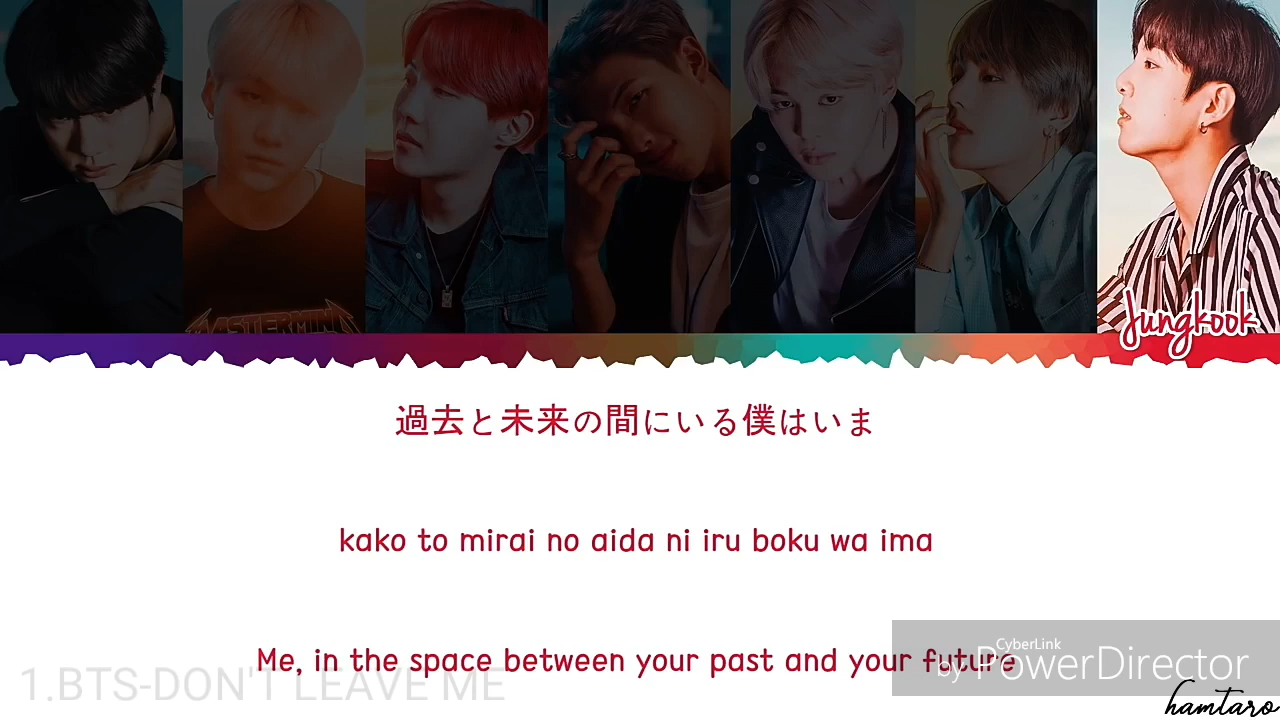 MASTERMIN
Jungkook
過去と未来の間にいる僕はいま
kako to mirai no aida ni iru boku wa ima
Me, in the space between your past and your future
1.BTS-DON'T LEAVE ME
CyberLink
by PowerDirector
hamtaro